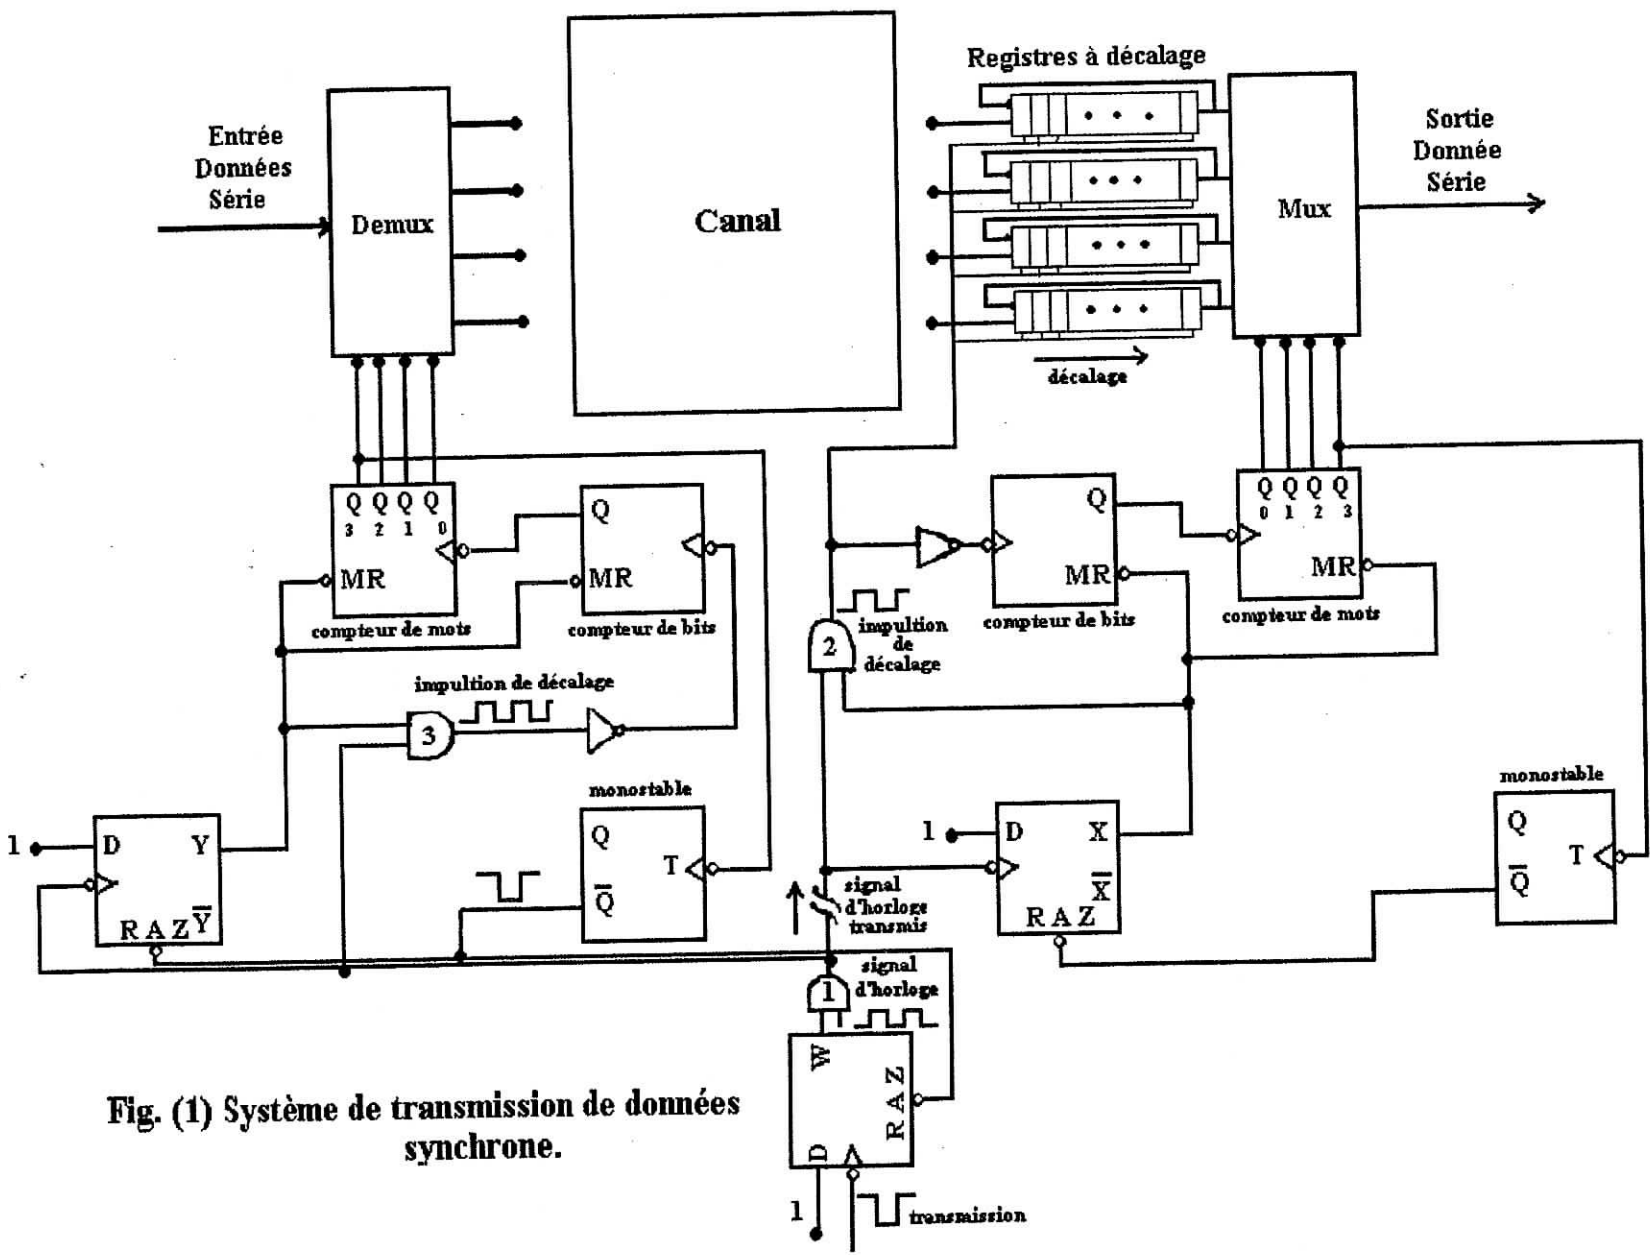 Registres à décalage
Entrée
Données
Série
Demux
Canal
Mux
Sortie
Donnée
Série
décalage
Q Q Q Q
3 2 1 0
MR
compteur de mots
Q
MR
compteur de bits
Q
MR
compteur de bits
Q Q Q Q
0 1 2 3
MR
compteur de mots
impultion de décalage
3
2
impultion
de
décalage
monostable
Q
T
Q
1
D Y
RAZ Y
1
D X
X
RAZ
monostable
Q
T
Q
signal
d'horloge
transmis
signal
d'horloge
1
W
RAZ
D
1
transmission
Fig. (1) Système de transmission de données
synchrone.